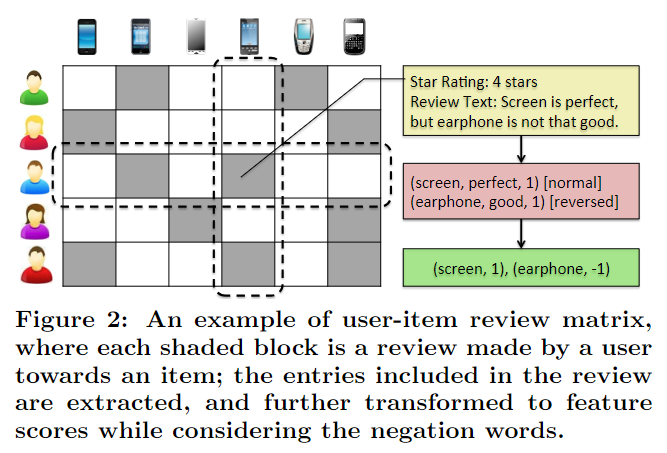 Star Rating: 4 stars
Review Text: Screen is perfect,
but earphone is not that good.
(screen, perfect, 1) [normal]
(earphone, good, 1) [reversed]
(screen, 1), (earphone, -1)
Figure 2: An example of user-item review matrix,
where each shaded block is a review made by a user
towards an item; the entries included in the review
are extracted, and further transformed to feature
scores while considering the negation words.